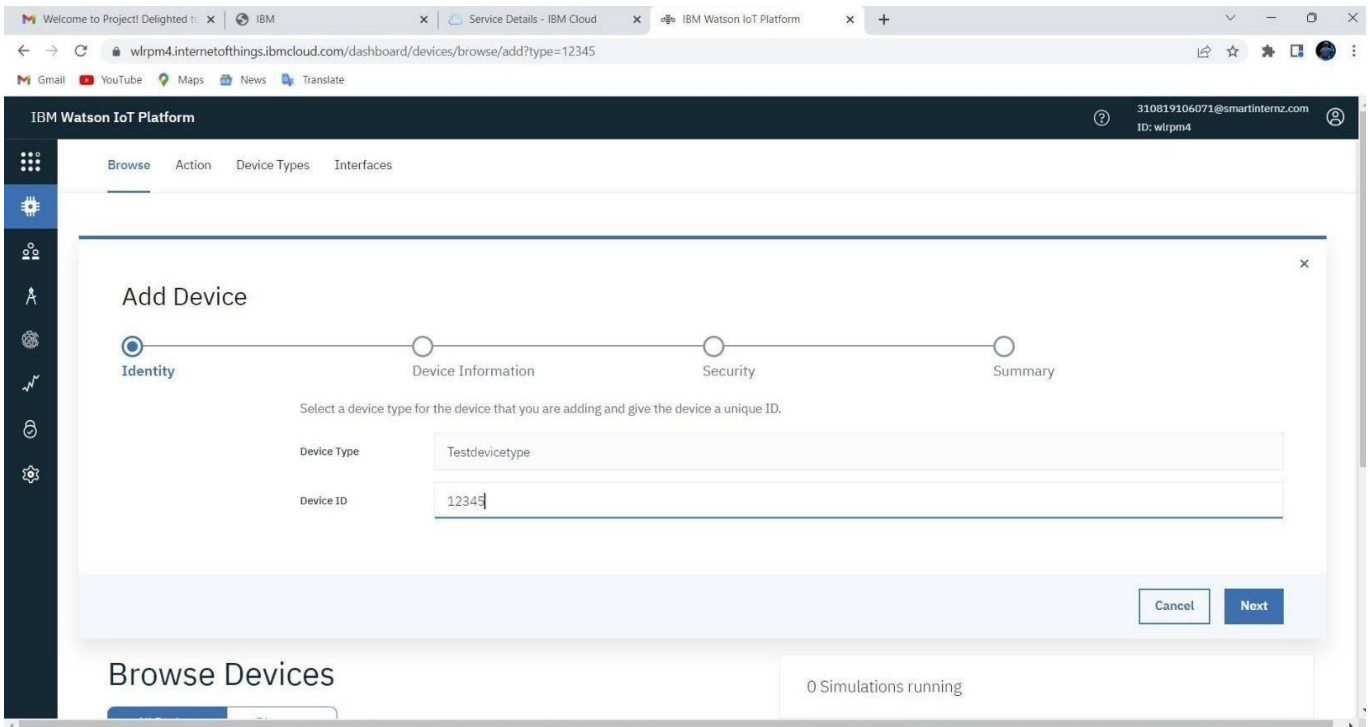 Welcome to Project! Delighted to
IBM
Service Details - IBM Cloud
IBM Watson IoT Platform
wlrpm4.internetofthings.ibmcloud.com/dashboard/devices/browse/add?type=12345
Gmail YouTube Maps News Translate
IBM Watson IoT Platform
310819106071@smartinternz.com
ID: wlrpm4
Browse Action Device Types Interfaces
Add Device
Identity Device Information Security Summary
Select a device type for the device that you are adding and give the device a unique ID.
Device Type Testdevicetype
Device ID 12345
Cancel Next
Browse Devices
0 Simulations running